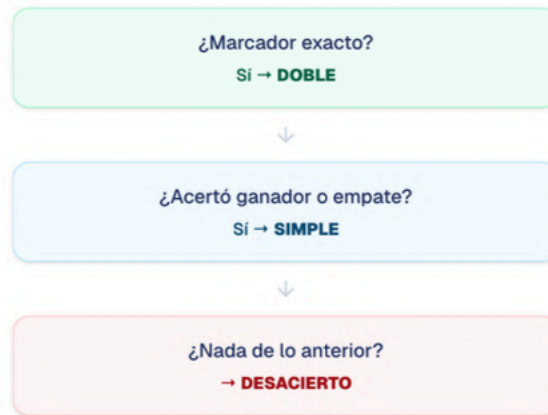 ¿Marcador exacto?
Sí → DOBLE
↓
¿Acertó ganador o empate?
Sí → SIMPLE
↓
¿Nada de lo anterior?
→ DESACIERTO